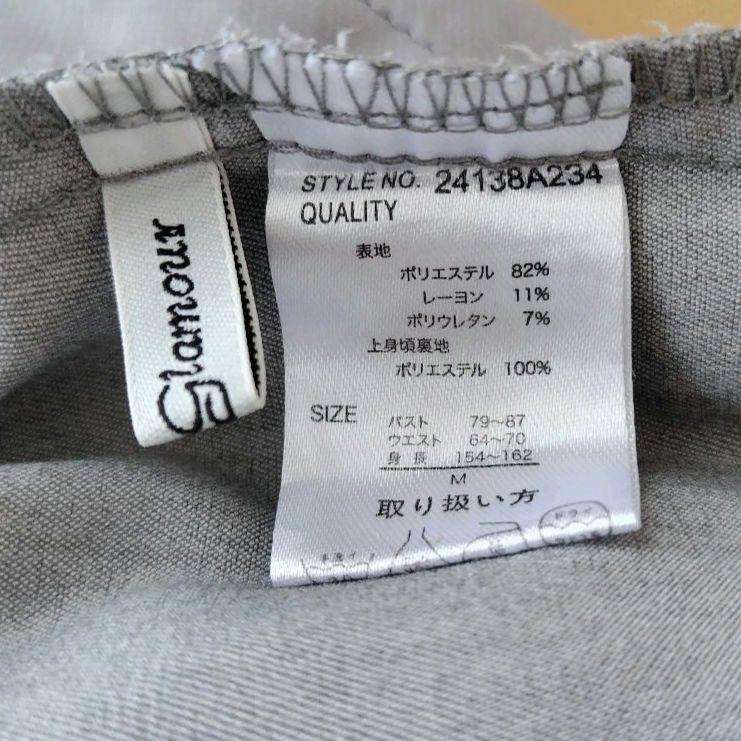 Glamour
STYLE NO. 24138A234
QUALITY
表地
ポリエステル 82%
レーヨン 11%
ポリウレタン 7%
上身頃裏地
ポリエステル 100%
SIZE
バスト 79～87
ウエスト 64～70
身長 154～162
M
取り扱い方
ドライ